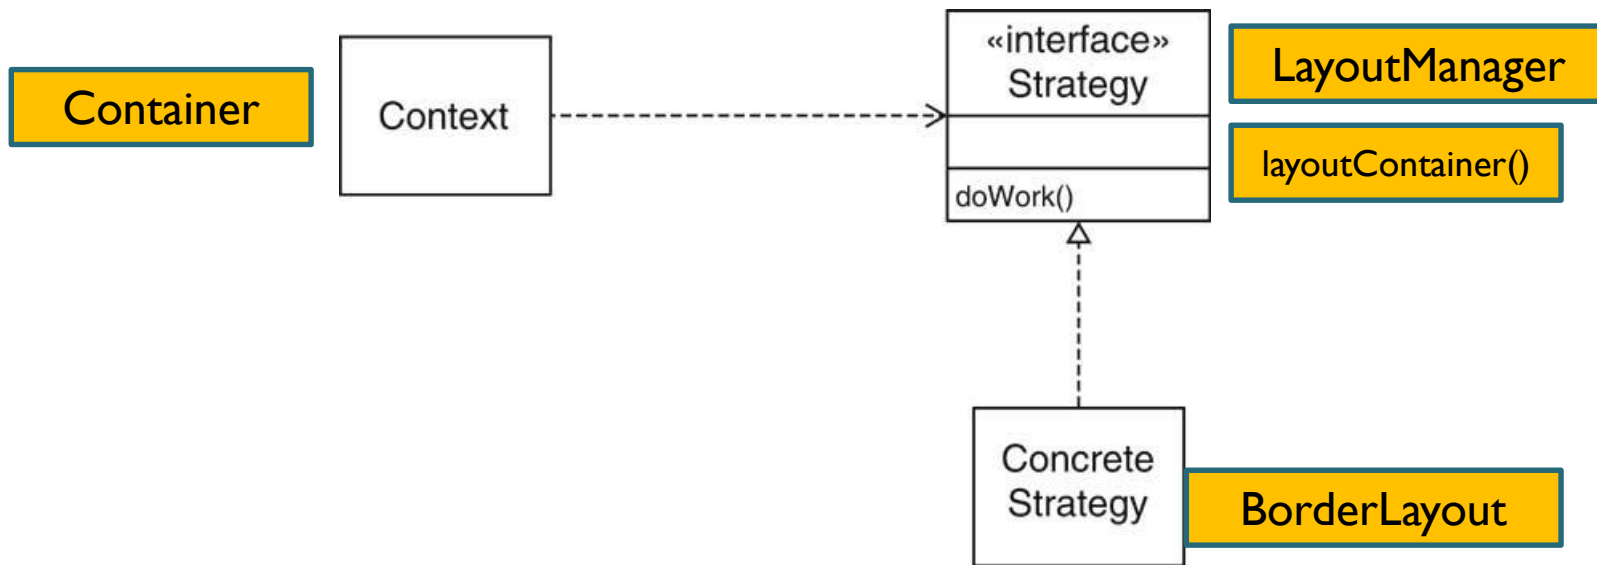 «interface»
Strategy
LayoutManager
Container
Context
layoutContainer()
doWork()
Concrete
Strategy
BorderLayout